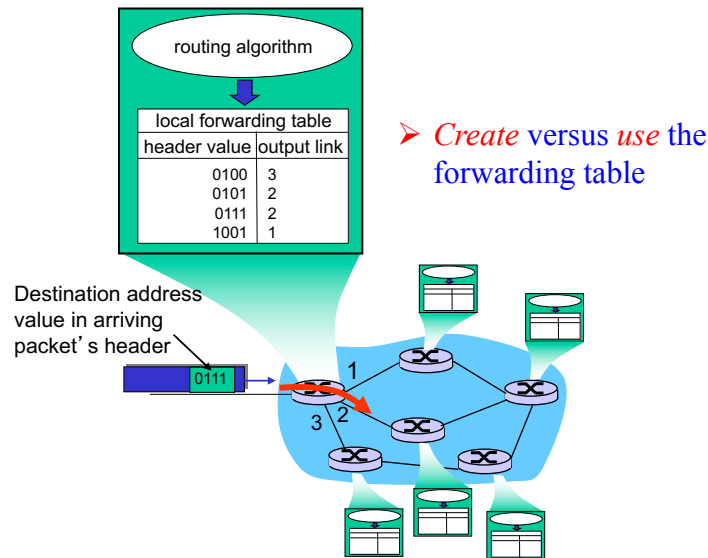 routing algorithm
local forwarding table
header value output link
0100 3
0101 2
0111 2
1001 1
➢ Create versus use the
forwarding table
Destination address
value in arriving
packet’s header
0111
1
2
3